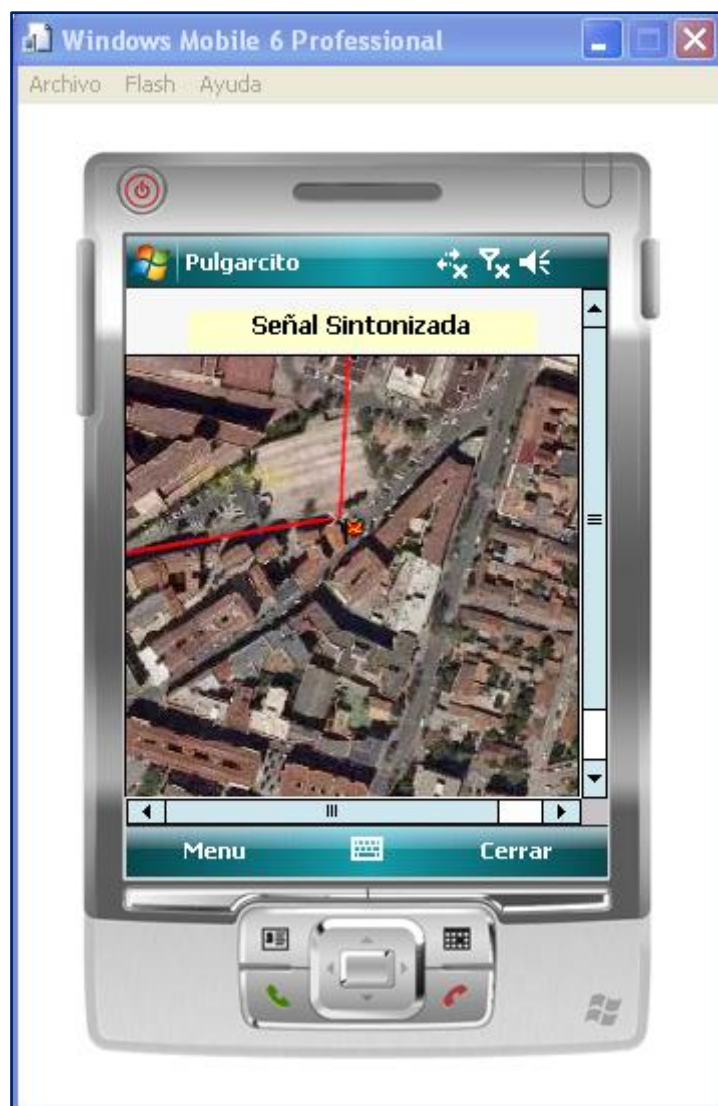 Windows Mobile 6 Professional
Archivo Flash Ayuda
Pulgarcito
Señal Sintonizada
Menu Cerrar